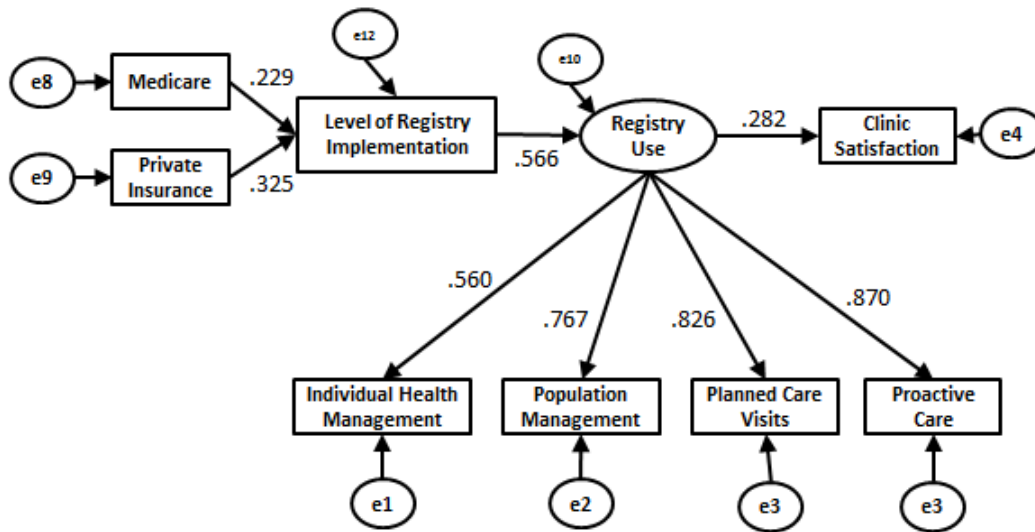 e12
e10
e8
Medicare
.229
Level of Registry
Implementation
.566
Registry
Use
.282
Clinic
Satisfaction
e4
e9
Private
Insurance
.325
.560
.767
.826
.870
Individual Health
Management
Population
Management
Planned Care
Visits
Proactive
Care
e1
e2
e3
e3